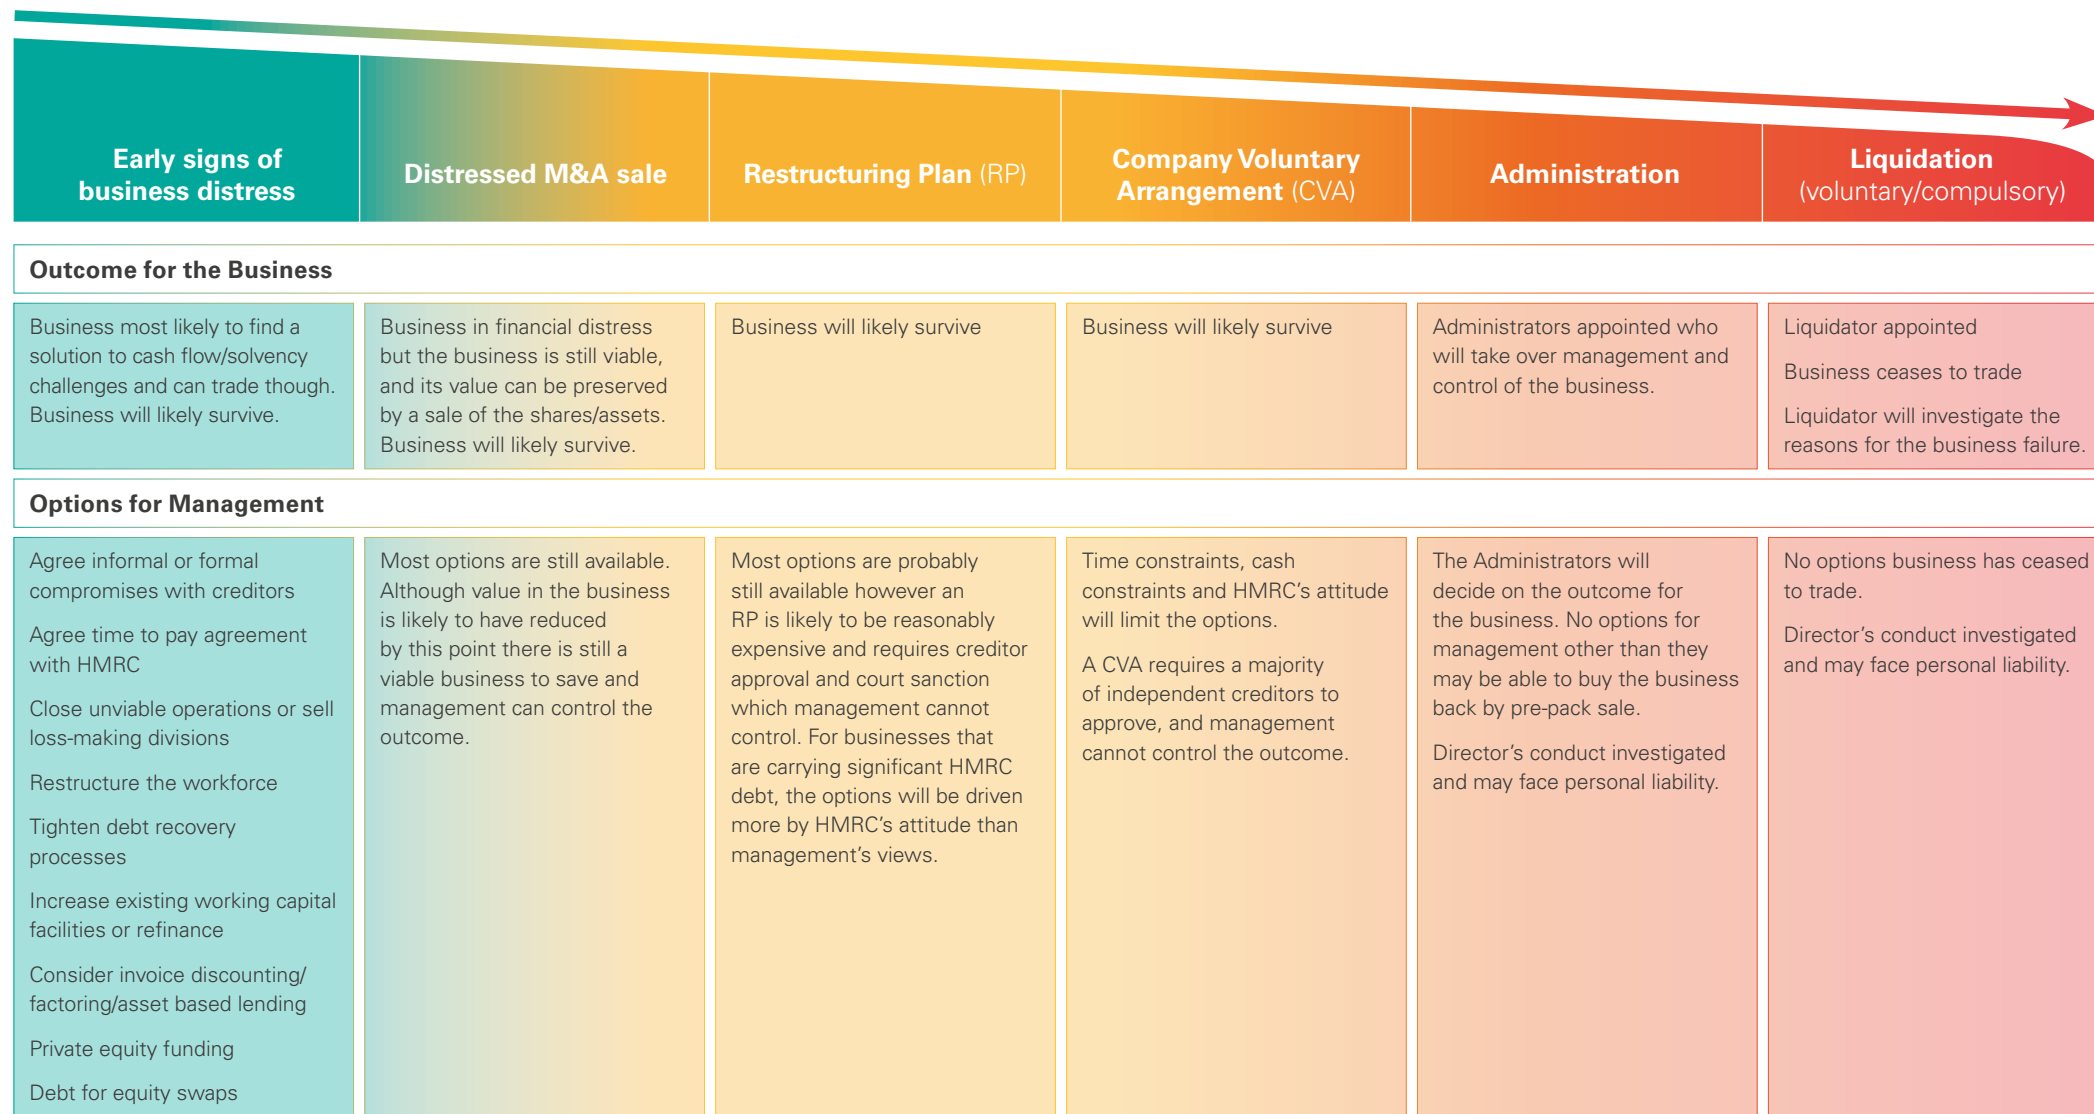 Early signs of
business distress
Distressed M&A sale
Restructuring Plan (RP)
Company Voluntary
Arrangement (CVA)
Administration
Liquidation
(voluntary/compulsory)
Outcome for the Business
Business most likely to find a
solution to cash flow/solvency
challenges and can trade though.
Business will likely survive.
Business in financial distress
but the business is still viable,
and its value can be preserved
by a sale of the shares/assets.
Business will likely survive.
Business will likely survive
Business will likely survive
Administrators appointed who
will take over management and
control of the business.
Liquidator appointed
Business ceases to trade
Liquidator will investigate the
reasons for the business failure.
Options for Management
Agree informal or formal
compromises with creditors
Agree time to pay agreement
with HMRC
Close unviable operations or sell
loss-making divisions
Restructure the workforce
Tighten debt recovery
processes
Increase existing working capital
facilities or refinance
Consider invoice discounting/
factoring/asset based lending
Private equity funding
Debt for equity swaps
Most options are still available.
Although value in the business
is likely to have reduced
by this point there is still a
viable business to save and
management can control the
outcome.
Most options are probably
still available however an
RP is likely to be reasonably
expensive and requires creditor
approval and court sanction
which management cannot
control. For businesses that
are carrying significant HMRC
debt, the options will be driven
more by HMRC's attitude than
management's views.
Time constraints, cash
constraints and HMRC's attitude
will limit the options.
A CVA requires a majority
of independent creditors to
approve, and management
cannot control the outcome.
The Administrators will
decide on the outcome for
the business. No options for
management other than they
may be able to buy the business
back by pre-pack sale.
Director's conduct investigated
and may face personal liability.
No options business has ceased
to trade.
Director's conduct investigated
and may face personal liability.